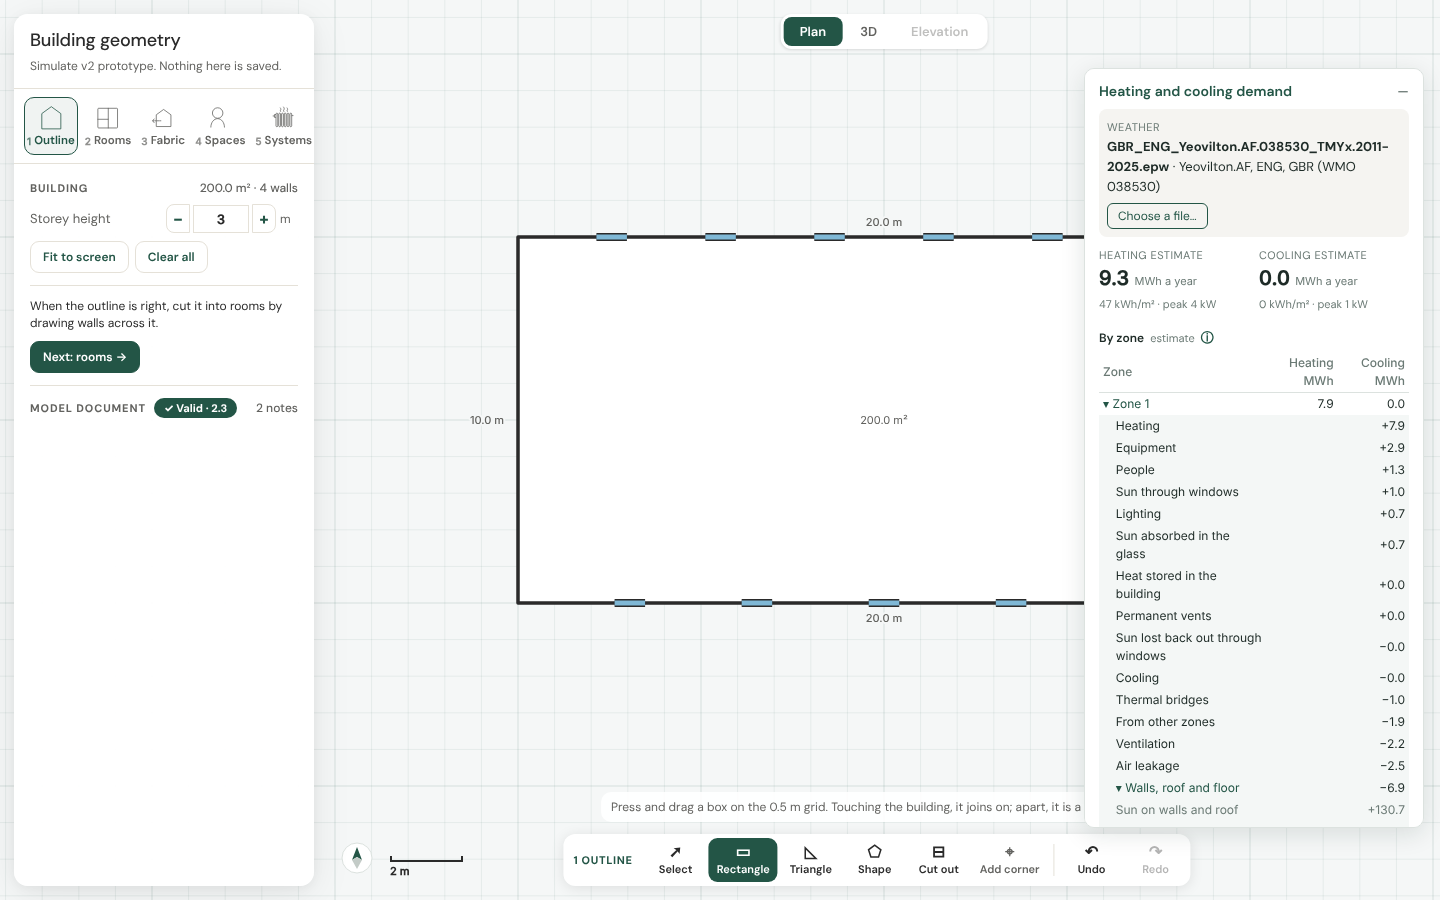 Building geometry
Simulate v2 prototype. Nothing here is saved.
1 Outline
2 Rooms
3 Fabric
4 Spaces
5 Systems
BUILDING
200.0 m² · 4 walls
Storey height
− 3 + m
Fit to screen
Clear all
When the outline is right, cut it into rooms by
drawing walls across it.
Next: rooms →
MODEL DOCUMENT
✓ Valid · 2.3
2 notes
Plan
3D
Elevation
20.0 m
10.0 m
200.0 m²
20.0 m
Heating and cooling demand
WEATHER
GBR_ENG_Yeovilton.AF.038530_TMYx.2011-
2025.epw · Yeovilton.AF, ENG, GBR (WMO
038530)
Choose a file…
HEATING ESTIMATE
9.3 MWh a year
47 kWh/m² · peak 4 kW
COOLING ESTIMATE
0.0 MWh a year
0 kWh/m² · peak 1 kW
By zone estimate ⓘ
Zone
Heating
MWh
Cooling
MWh
▾ Zone 1 7.9 0.0
Heating +7.9
Equipment +2.9
People +1.3
Sun through windows +1.0
Lighting +0.7
Sun absorbed in the
glass +0.7
Heat stored in the
building +0.0
Permanent vents +0.0
Sun lost back out through
windows −0.0
Cooling −0.0
Thermal bridges −1.0
From other zones −1.9
Ventilation −2.2
Air leakage −2.5
▾ Walls, roof and floor −6.9
Sun on walls and roof +130.7
Press and drag a box on the 0.5 m grid. Touching the building, it joins on; apart, it is a
2 m
1 OUTLINE
Select
Rectangle
Triangle
Shape
Cut out
Add corner
Undo
Redo